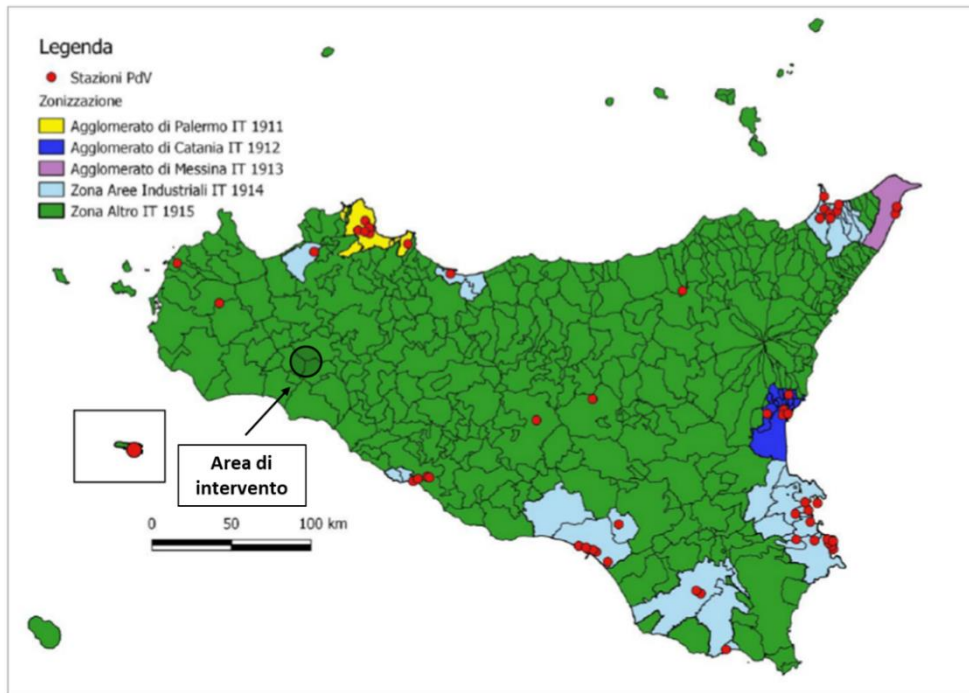 Legenda
Stazioni PdV
Zonizzazione
Agglomerato di Palermo IT 1911
Agglomerato di Catania IT 1912
Agglomerato di Messina IT 1913
Zona Aree Industriali IT 1914
Zona Altro IT 1915
Area di
intervento
0 50 100 km